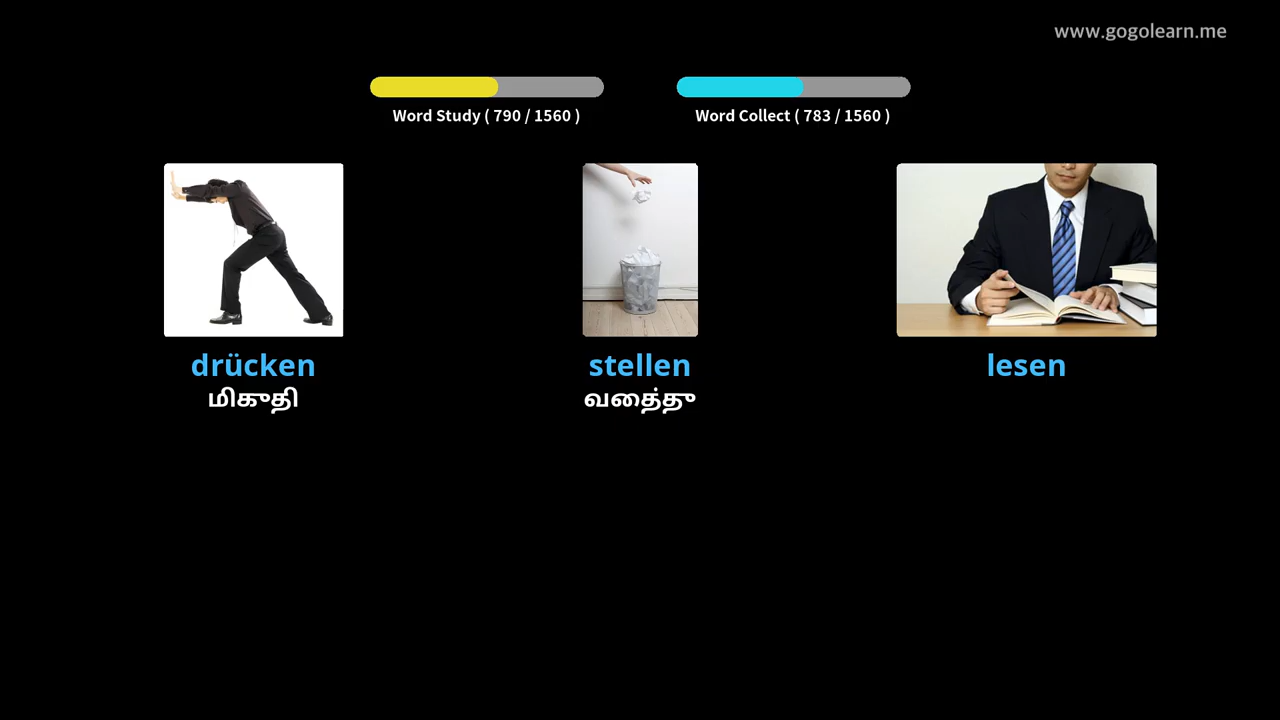 www.gogolearn.me
Word Study ( 790 / 1560 )
Word Collect ( 783 / 1560 )
drücken
stellen
lesen
மிகுதி
வைத்து